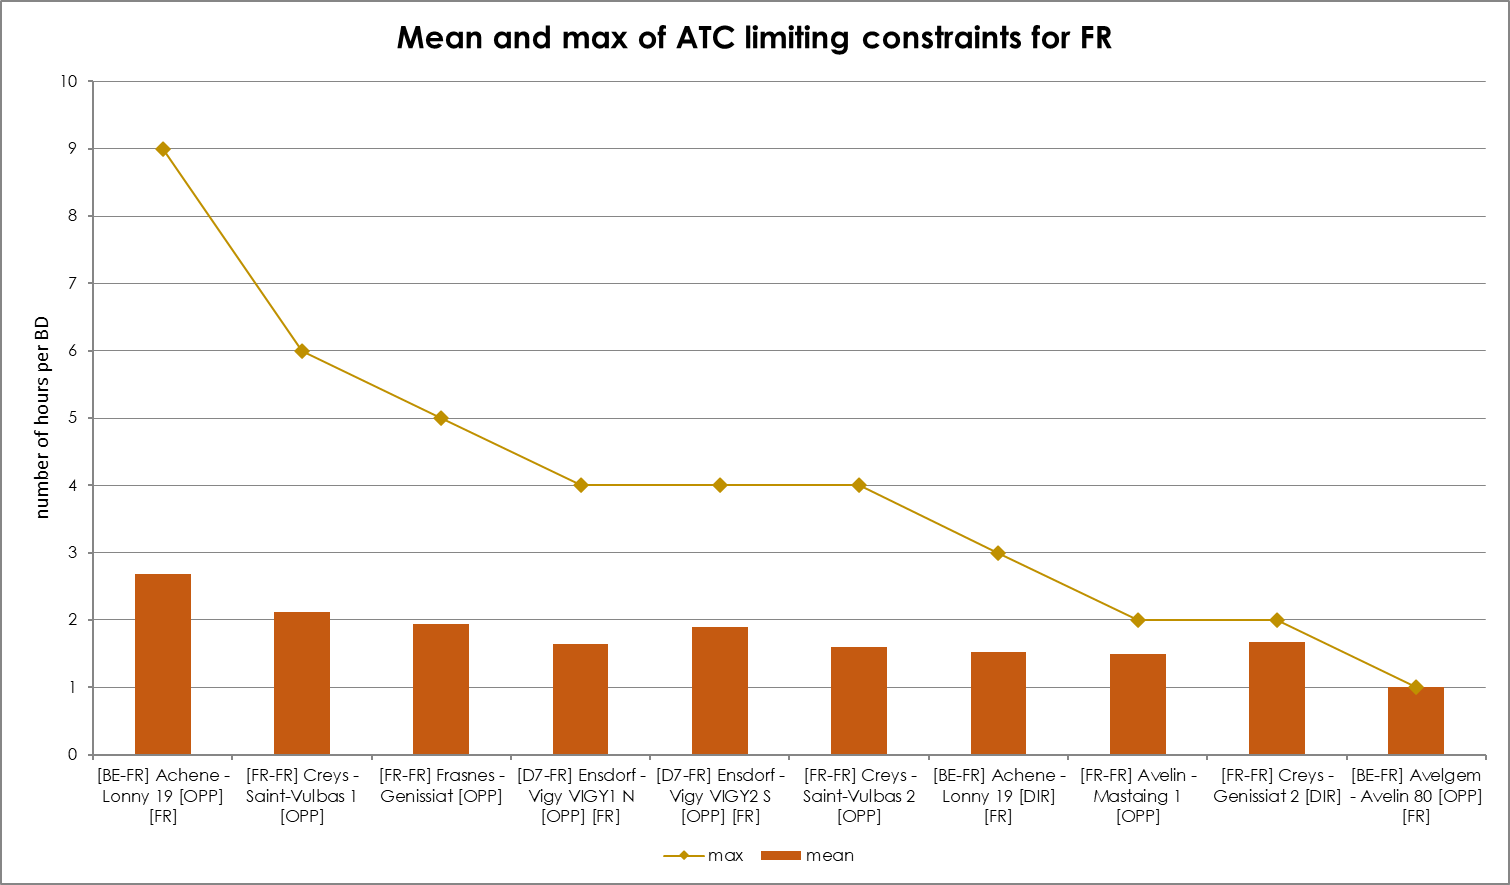 Mean and max of ATC limiting constraints for FR
number of hours per BD
10
9
8
7
6
5
4
3
2
1
0
[BE-FR] Achene -
Lonny 19 [OPP]
[FR]
[FR-FR] Creys -
Saint-Vulbas 1
[OPP]
[FR-FR] Frasnes -
Genissiat [OPP]
[D7-FR] Ensdorf -
Vigy VIGY1 N
[OPP] [FR]
[D7-FR] Ensdorf -
Vigy VIGY2 S
[OPP] [FR]
[FR-FR] Creys -
Saint-Vulbas 2
[OPP]
[BE-FR] Achene -
Lonny 19 [DIR]
[FR]
[FR-FR] Avelin -
Mastaing 1
[OPP]
[FR-FR] Creys -
Genissiat 2 [DIR]
[BE-FR] Avelgem
- Avelin 80 [OPP]
[FR]
max
mean